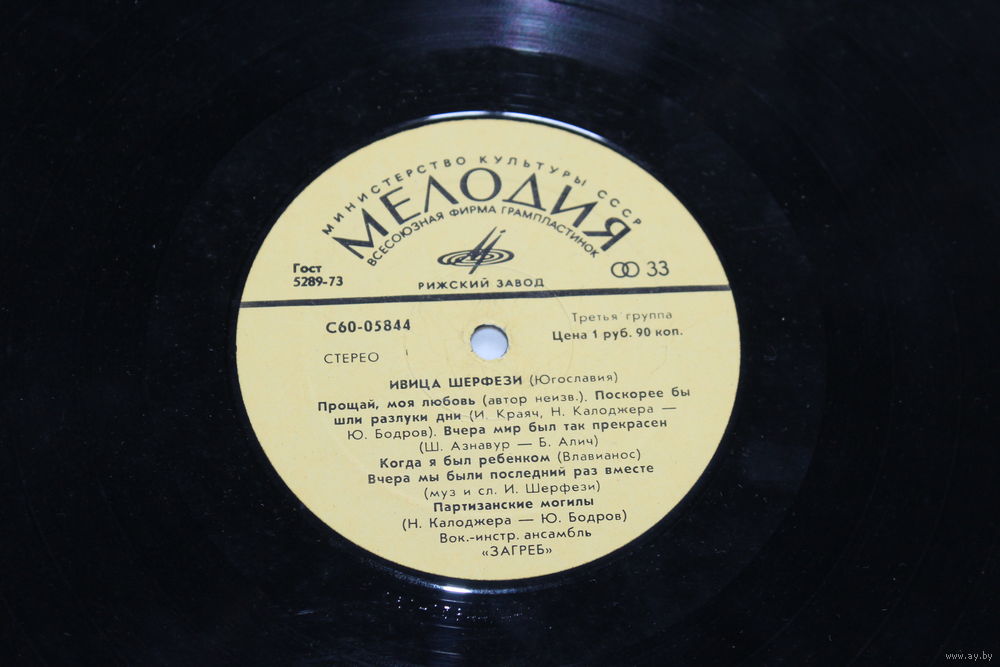 МИНИСТЕРСТВО КУЛЬТУРЫ СССР
МЕЛОДИЯ
ВСЕСОЮЗНАЯ ФИРМА ГРАМПЛАСТИНОК
Гост
5289-73
33
РИЖСКИЙ ЗАВОД
С60-05844
Третья группа
Цена 1 руб. 90 коп.
СТЕРЕО
ИВИЦА ШЕРФЕЗИ (Югославия)
Прощай, моя любовь (автор неизв.). Поскорее бы
шли разлуки дни (И. Краяч, Н. Калоджера —
Ю. Бодров). Вчера мир был так прекрасен
(Ш. Азнавур — Б. Алич)
Когда я был ребенком (Влавианос)
Вчера мы были последний раз вместе
(муз и сл. И. Шерфези)
Партизанские могилы
(Н. Калоджера — Ю. Бодров)
Вок.-инстр. ансамбль
«ЗАГРЕБ»
www.ay.by